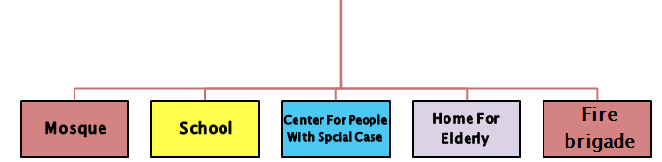 Mosque
School
Center For People
With Spcial Case
Home For
Elderly
Fire
brigade